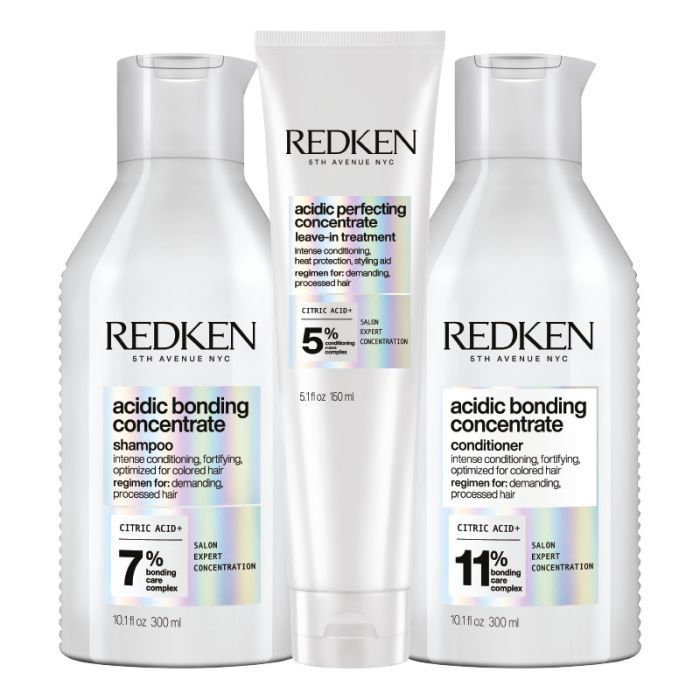 REDKEN
5TH AVENUE NYC
acidic bonding
concentrate
shampoo
intense conditioning, fortifying,
optimized for colored hair
regimen for: demanding,
processed hair
CITRIC ACID+
7%
bonding
care
complex
SALON
EXPERT
CONCENTRATION
10.1 fl oz 300 ml
REDKEN
5TH AVENUE NYC
acidic perfecting
concentrate
leave-in treatment
intense conditioning,
heat protection, styling aid
regimen for: demanding,
processed hair
CITRIC ACID+
5%
conditioning
complex
SALON
EXPERT
CONCENTRATION
5.1 fl oz 150 ml
REDKEN
5TH AVENUE NYC
acidic bonding
concentrate
conditioner
intense conditioning, fortifying,
optimized for colored hair
regimen for: demanding,
processed hair
CITRIC ACID+
11%
bonding
care
complex
SALON
EXPERT
CONCENTRATION
10.1 fl oz 300 ml